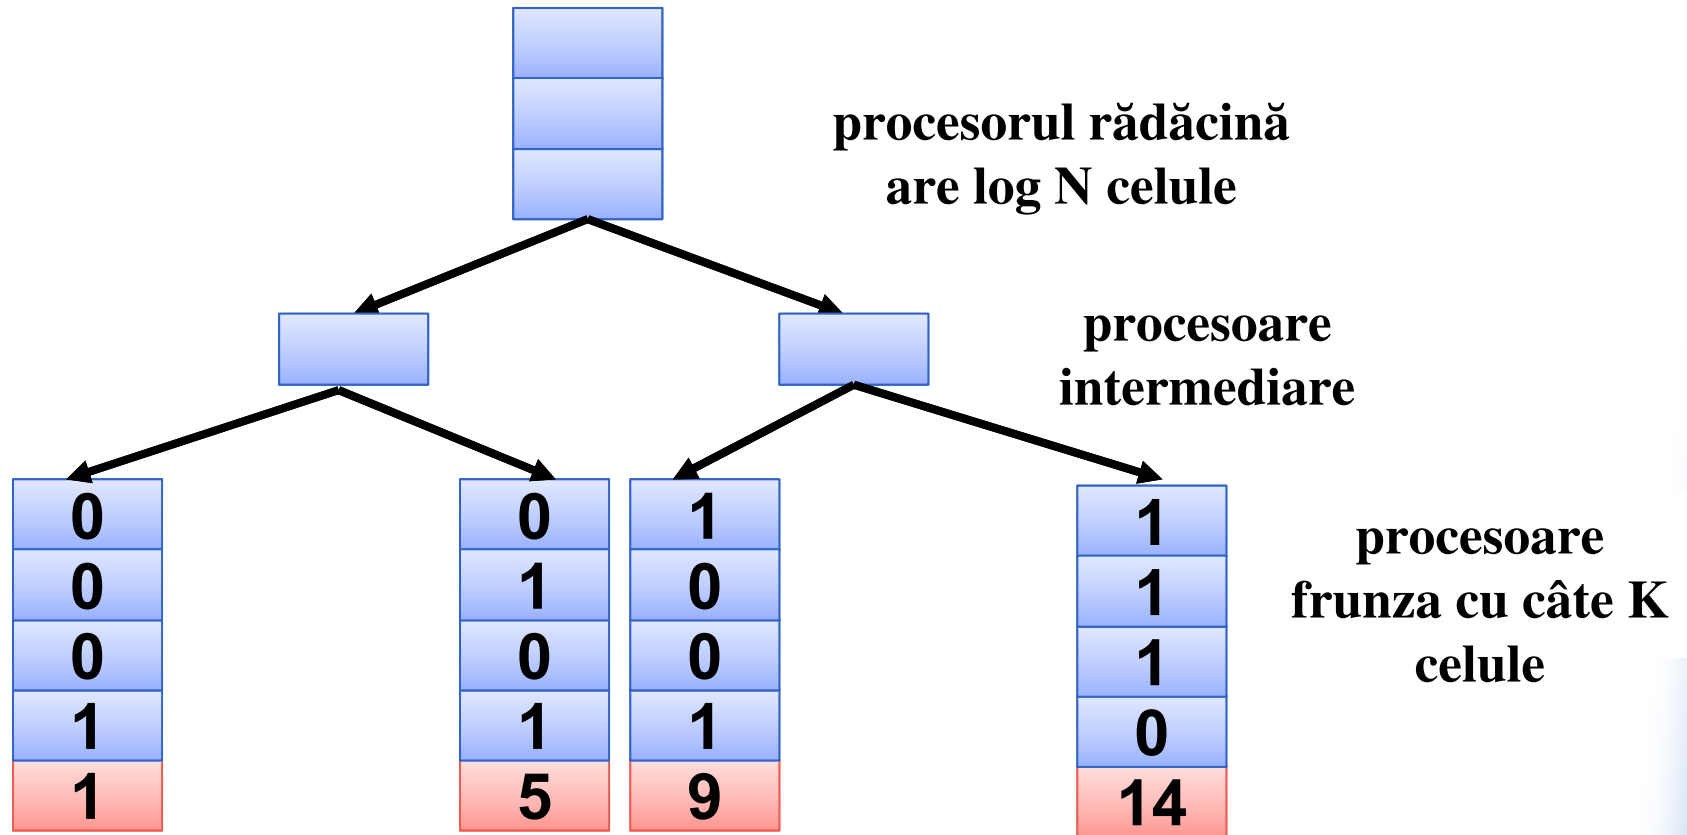 procesorul rădăcină
are log N celule
procesoare
intermediare
0 0 1 1
0 1 0 1
0 0 0 1
1 1 1 0
1 5 9 14
procesoare
frunza cu câte K
celule